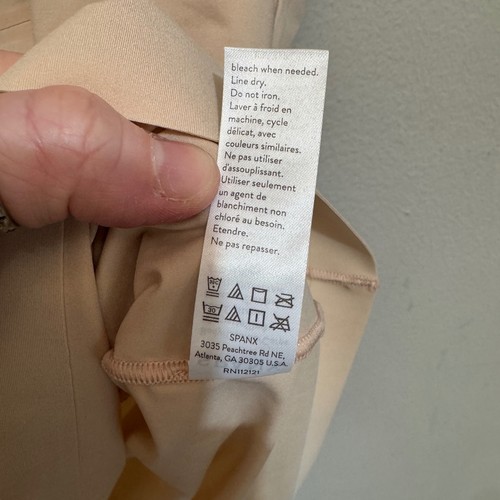 bleach when needed.
Line dry.
Do not iron.
Laver à froid en
machine, cycle
délicat, avec
couleurs similaires.
Ne pas utiliser
d'assouplissant.
Utiliser seulement
un agent de
blanchiment non
chloré au besoin.
Etendre.
Ne pas repasser.
30
SPANX
3035 Peachtree Rd NE,
Atlanta, GA 30305 U.S.A.
RN112121